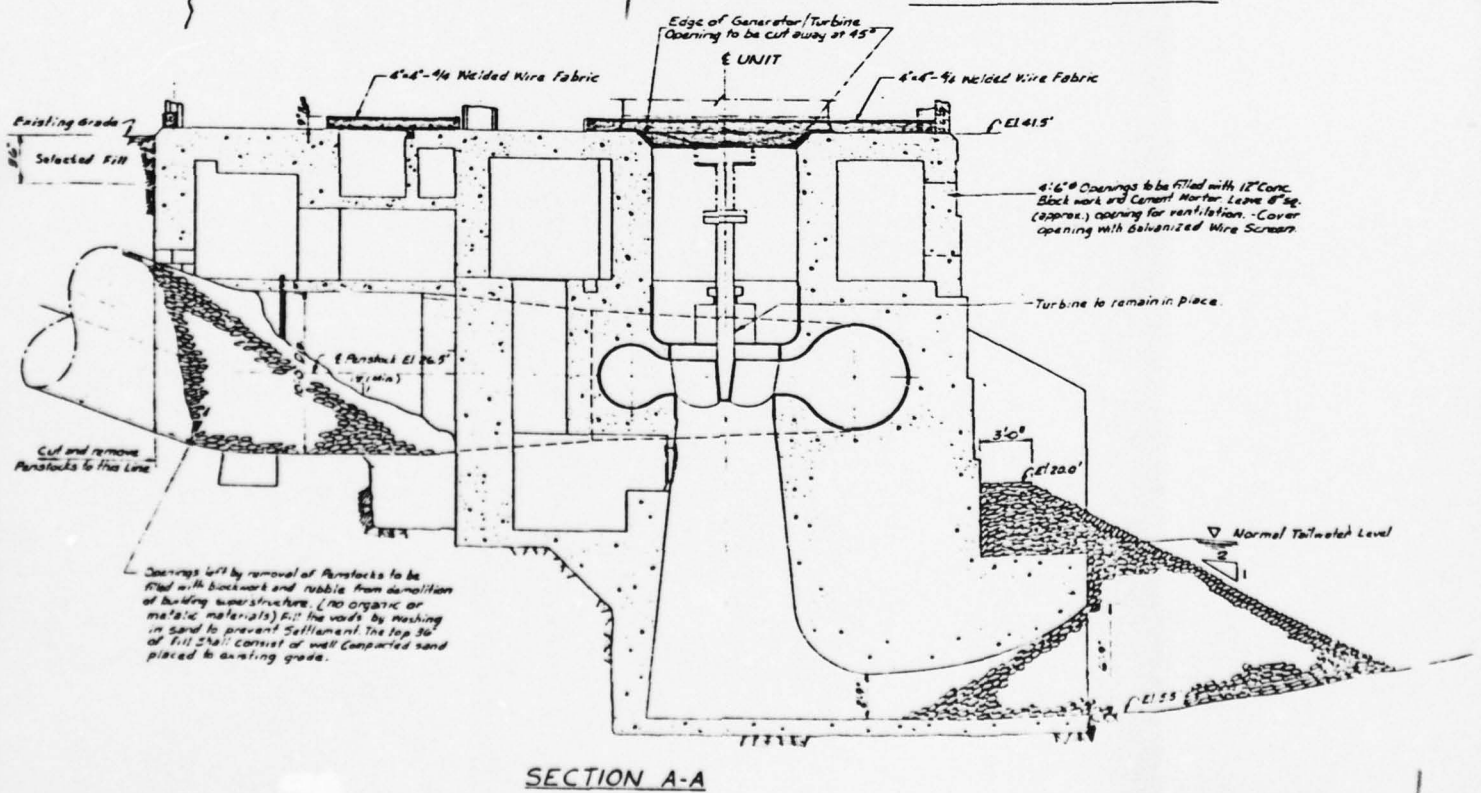 Edge of Generator/Turbine
Opening to be cut away at 45°
℄ UNIT
4"x4"-4/4 Welded Wire Fabric
4"x4"-4/4 Welded Wire Fabric
Existing Grade
El 41.5'
36"
Selected Fill
4'-6"ø Openings to be filled with 12" Conc.
Block work and Cement Mortar. Leave 8" sq.
(approx.) opening for ventilation. -Cover
opening with Galvanized Wire Screen.
Turbine to remain in place.
℄ Penstock El 26.5'
(Min)
3'-0"
Cut and remove
Penstocks to this Line
El 20.0'
Normal Tailwater Level
2
1
Openings left by removal of Penstocks to be
filled with blockwork and rubble from demolition
of building superstructure. (no organic or
metalic materials) Fill the voids by washing
in sand to prevent Settlement. The top 36"
of fill Shall consist of well Compacted sand
placed to existing grade.
El 5.5'
SECTION A-A